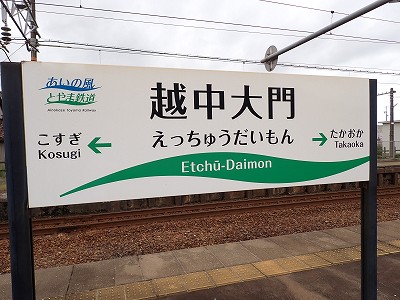 あいの風
とやま鉄道
Ainokaze Toyama Railway
越中大門
えっちゅうだいもん
Etchū-Daimon
こすぎ
Kosugi
たかおか
Takaoka